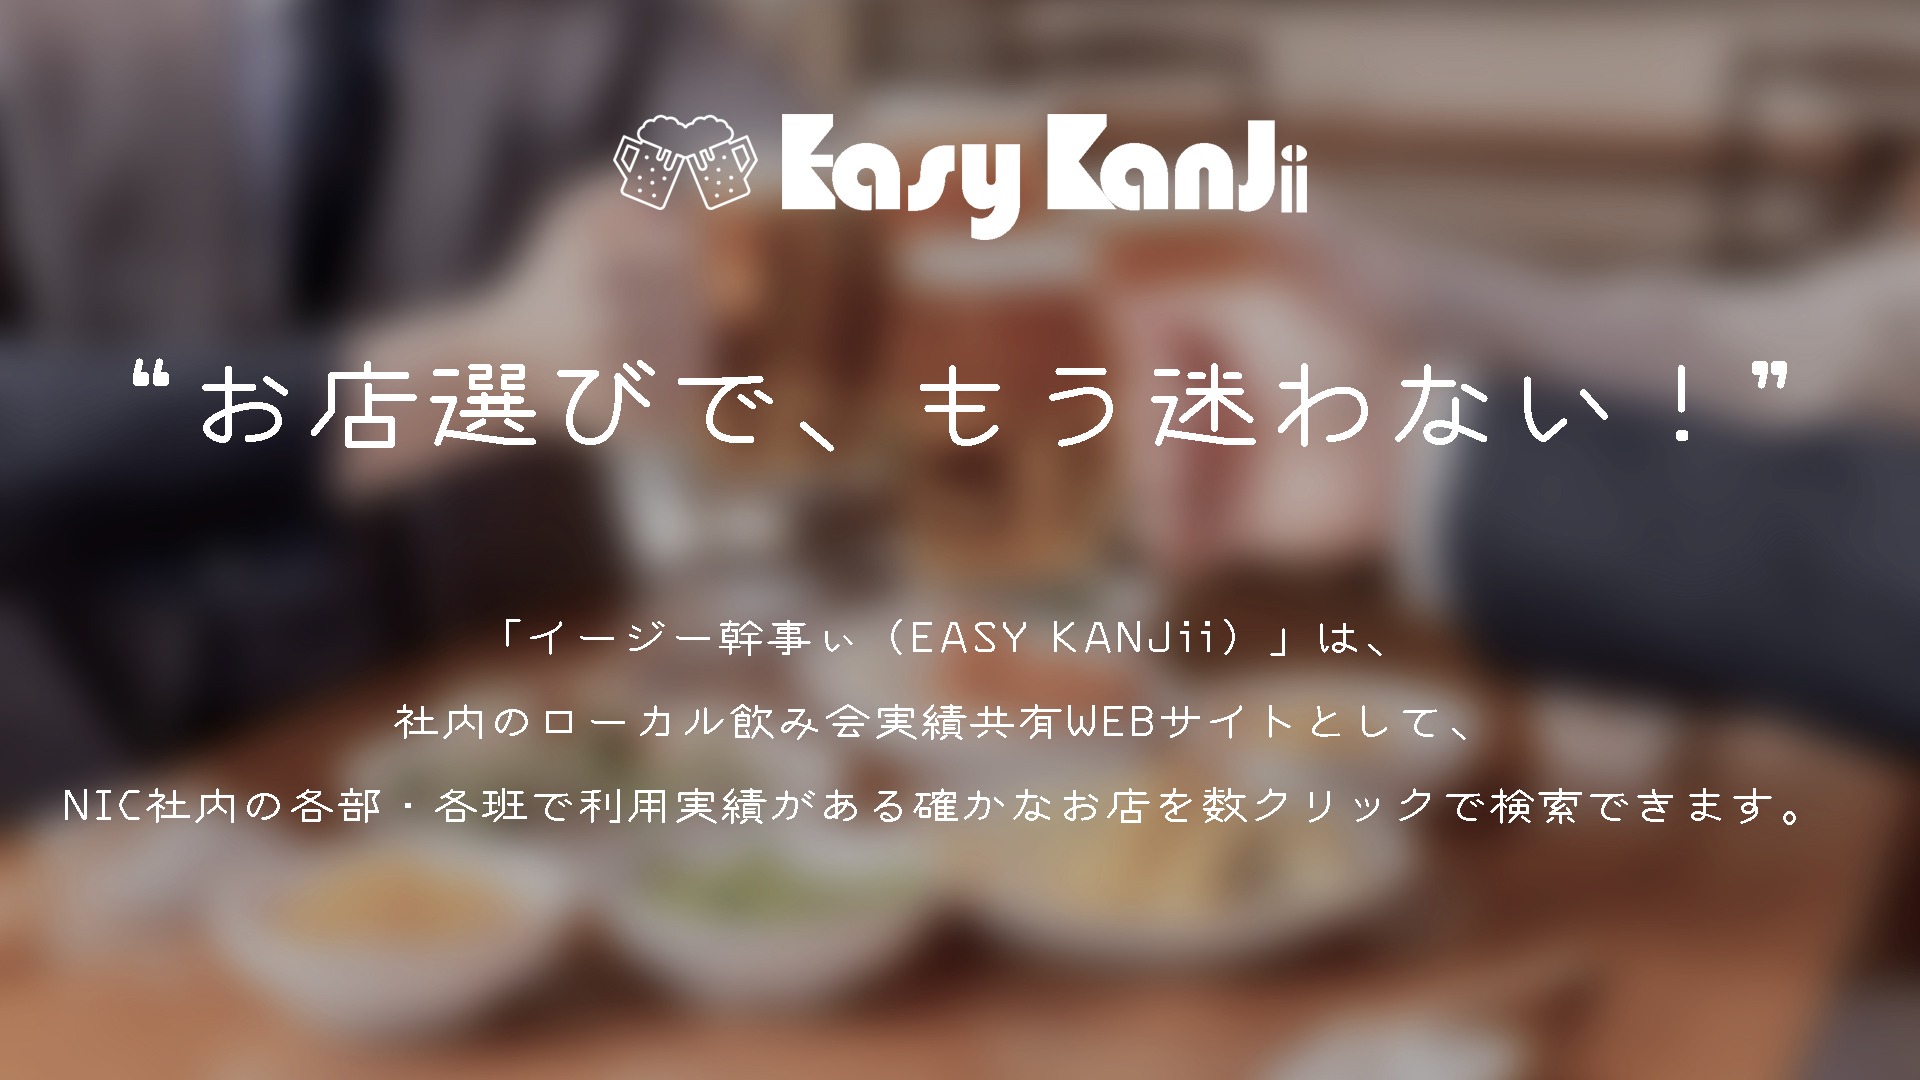 Easy KanJii
“お店選びで、もう迷わない！”
「イージー幹事ぃ（EASY KANJii）」は、
社内のローカル飲み会実績共有WEBサイトとして、
NIC社内の各部・各班で利用実績がある確かなお店を数クリックで検索できます。